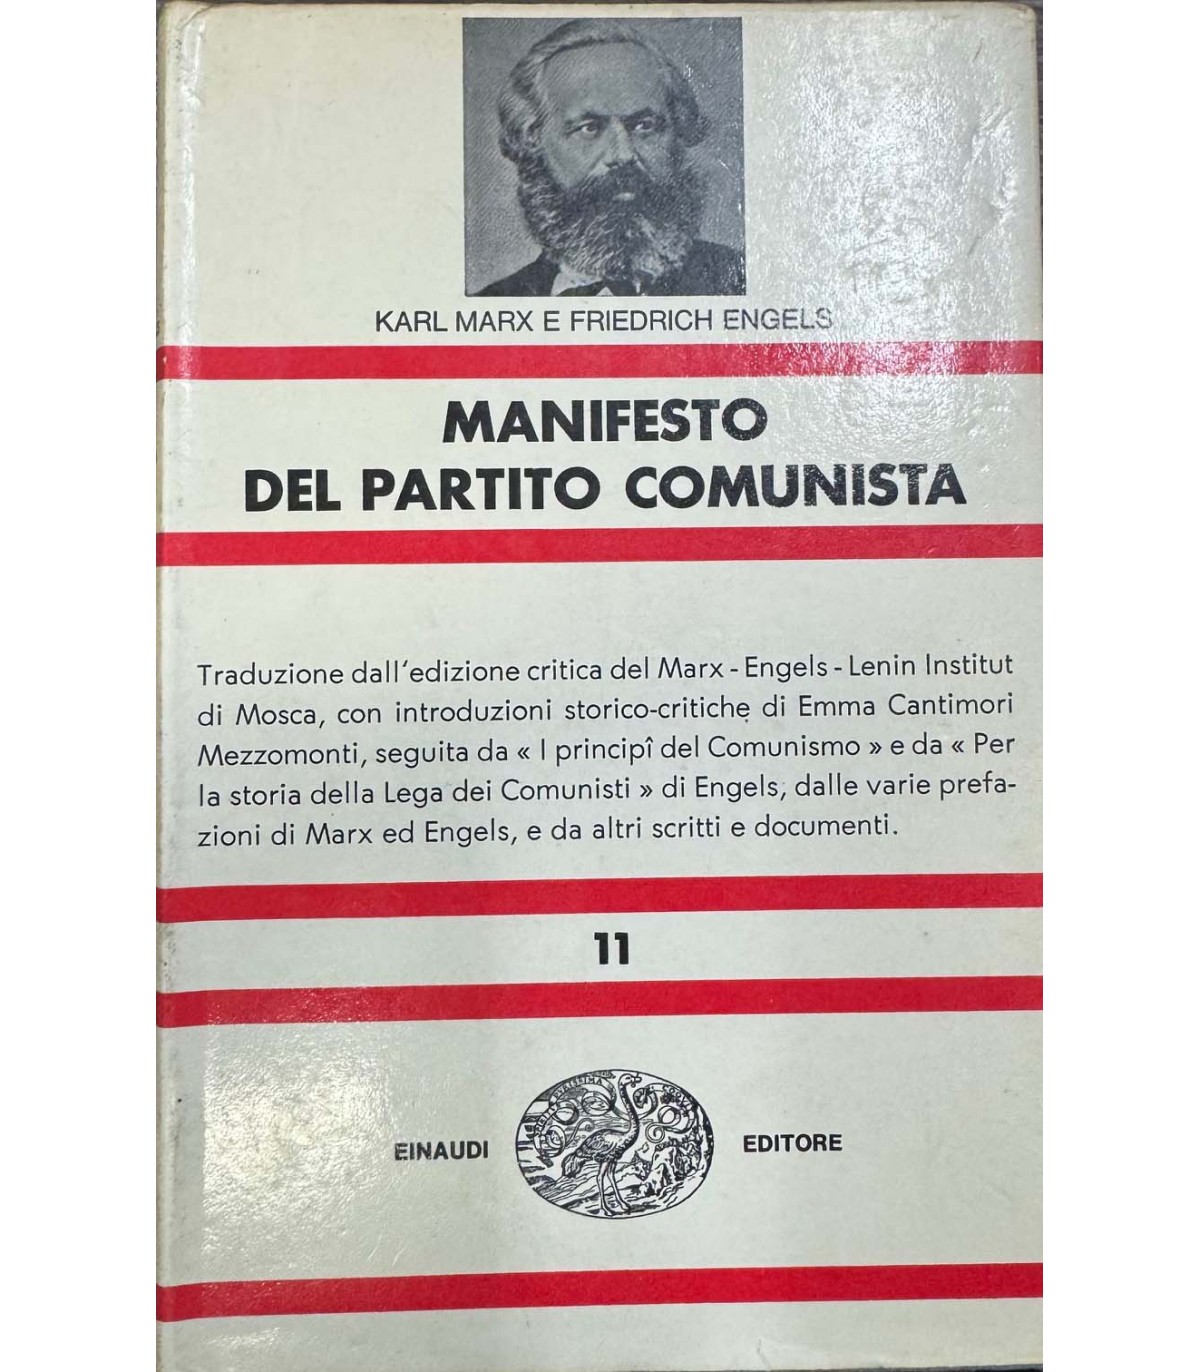 KARL MARX E FRIEDRICH ENGELS
MANIFESTO
DEL PARTITO COMUNISTA
Traduzione dall'edizione critica del Marx - Engels - Lenin Institut
di Mosca, con introduzioni storico-critiche di Emma Cantimori
Mezzomonti, seguita da « I principî del Comunismo » e da « Per
la storia della Lega dei Comunisti » di Engels, dalle varie prefa-
zioni di Marx ed Engels, e da altri scritti e documenti.
11
EINAUDI
EDITORE